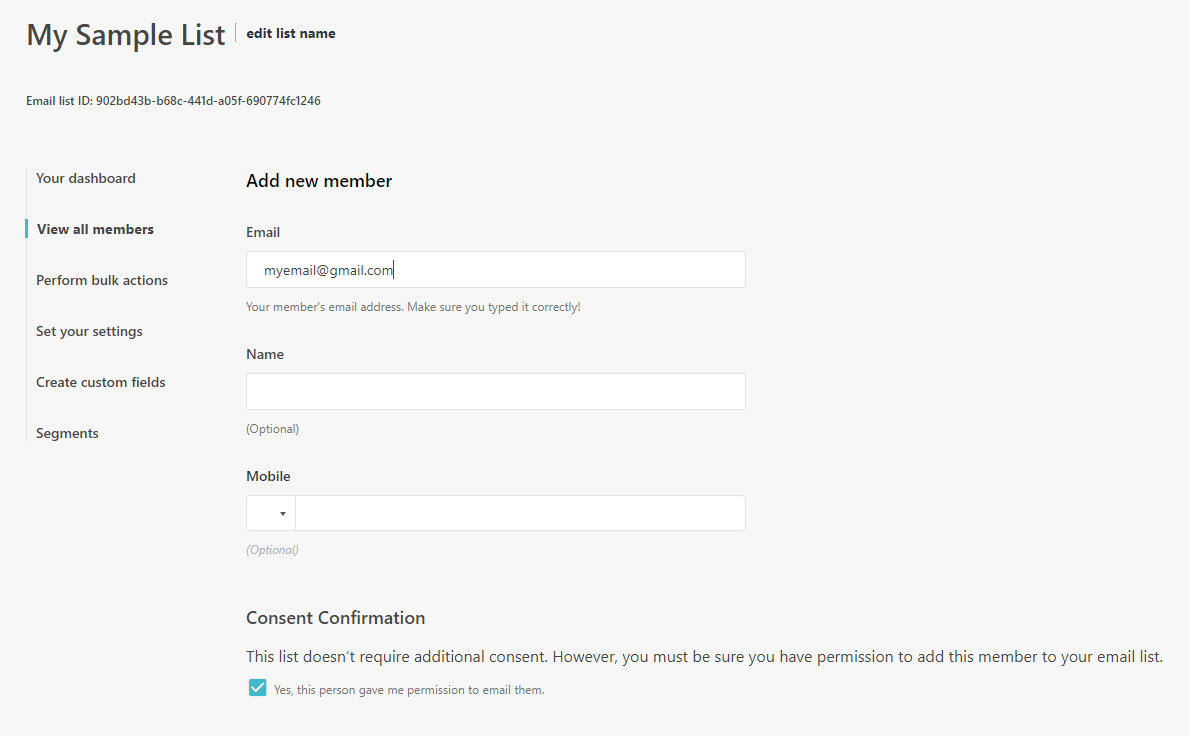 My Sample List
edit list name
Email list ID: 902bd43b-b68c-441d-a05f-690774fc1246
Your dashboard
View all members
Perform bulk actions
Set your settings
Create custom fields
Segments
Add new member
Email
myemail@gmail.com
Your member's email address. Make sure you typed it correctly!
Name
(Optional)
Mobile
(Optional)
Consent Confirmation
This list doesn't require additional consent. However, you must be sure you have permission to add this member to your email list.
Yes, this person gave me permission to email them.